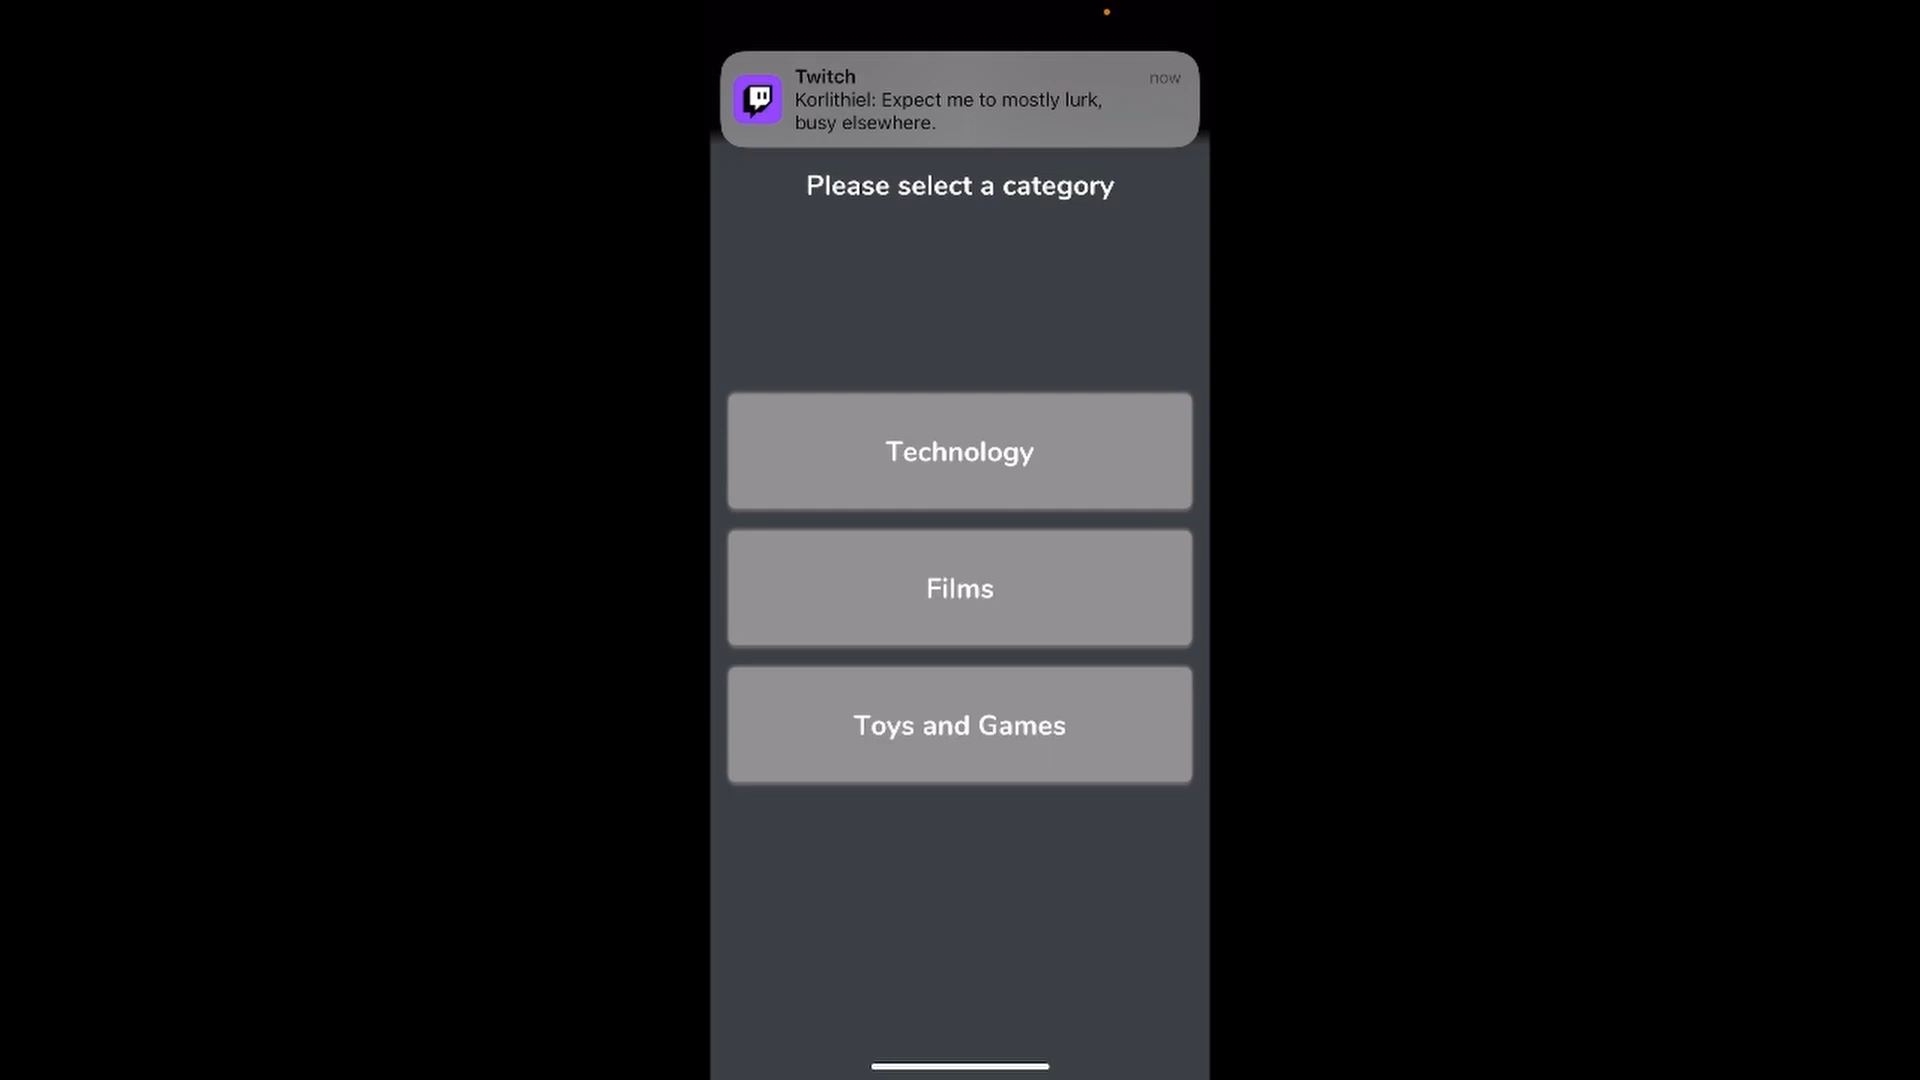 Twitch
now
Korlithiel: Expect me to mostly lurk,
busy elsewhere.
Please select a category
Technology
Films
Toys and Games